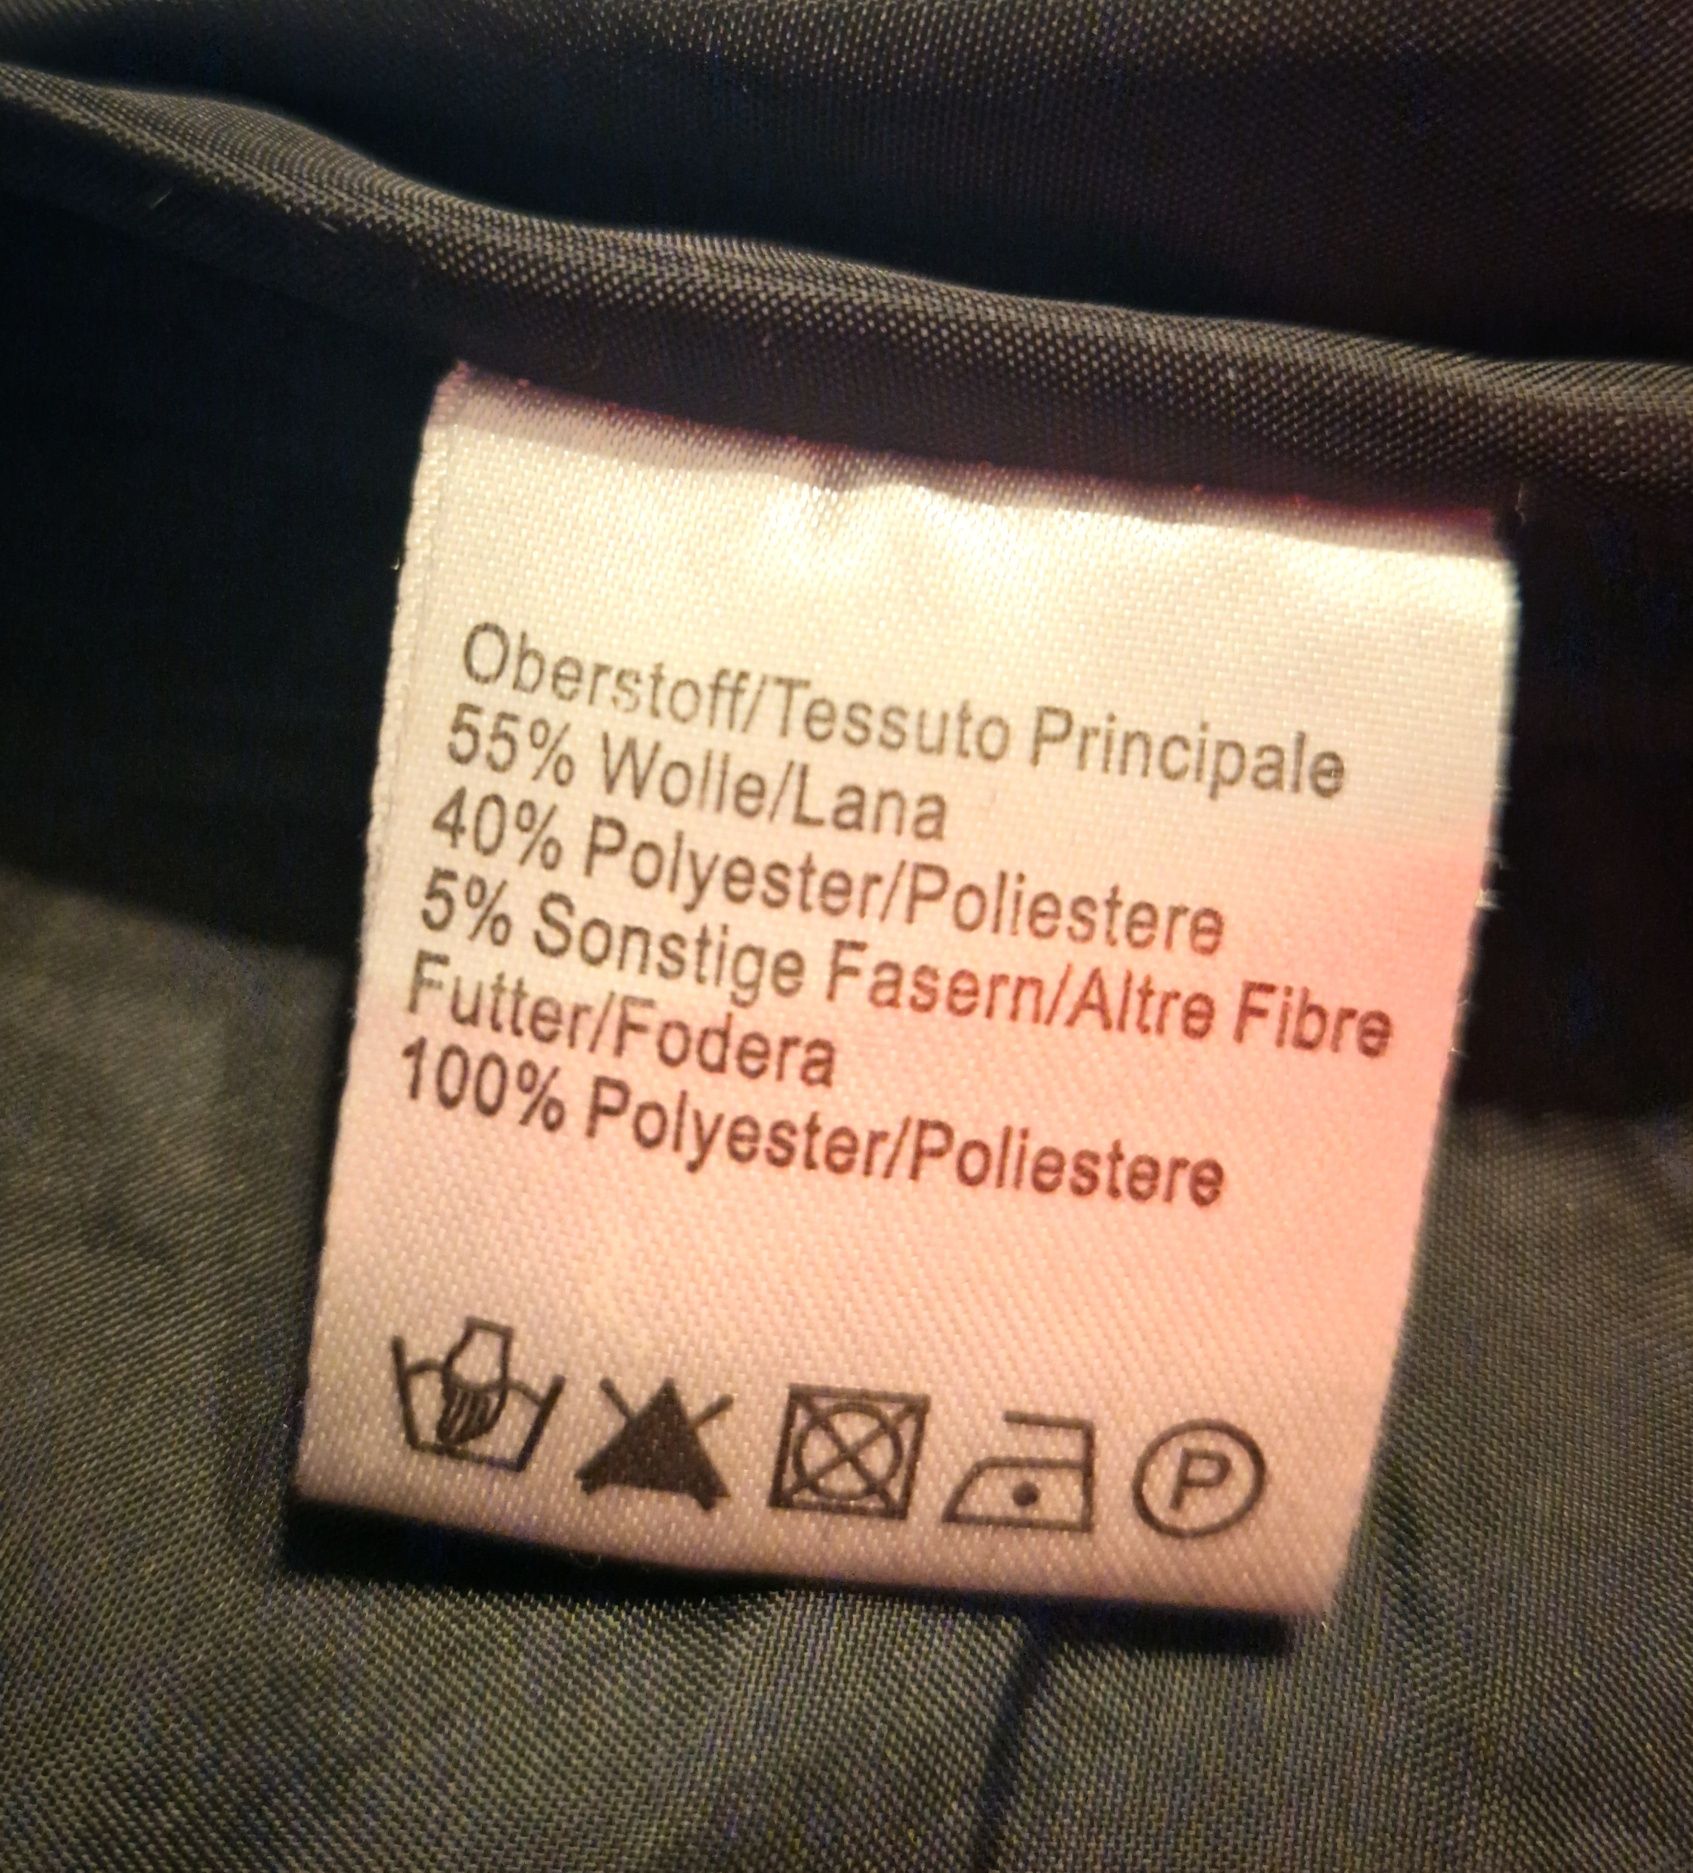 Oberstoff/Tessuto Principale
55% Wolle/Lana
40% Polyester/Poliestere
5% Sonstige Fasern/Altre Fibre
Futter/Fodera
100% Polyester/Poliestere
P